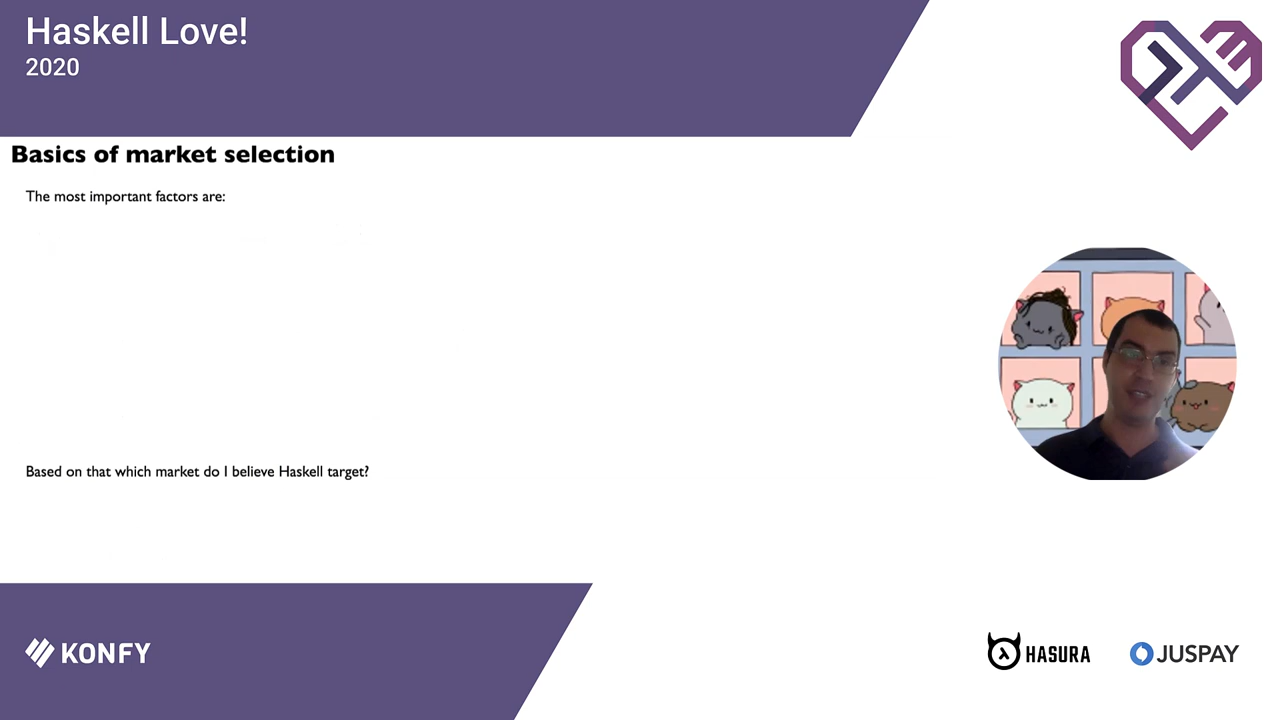 Haskell Love!
2020
Basics of market selection
The most important factors are:
Based on that which market do I believe Haskell target?
KONFY
HASURA
JUSPAY